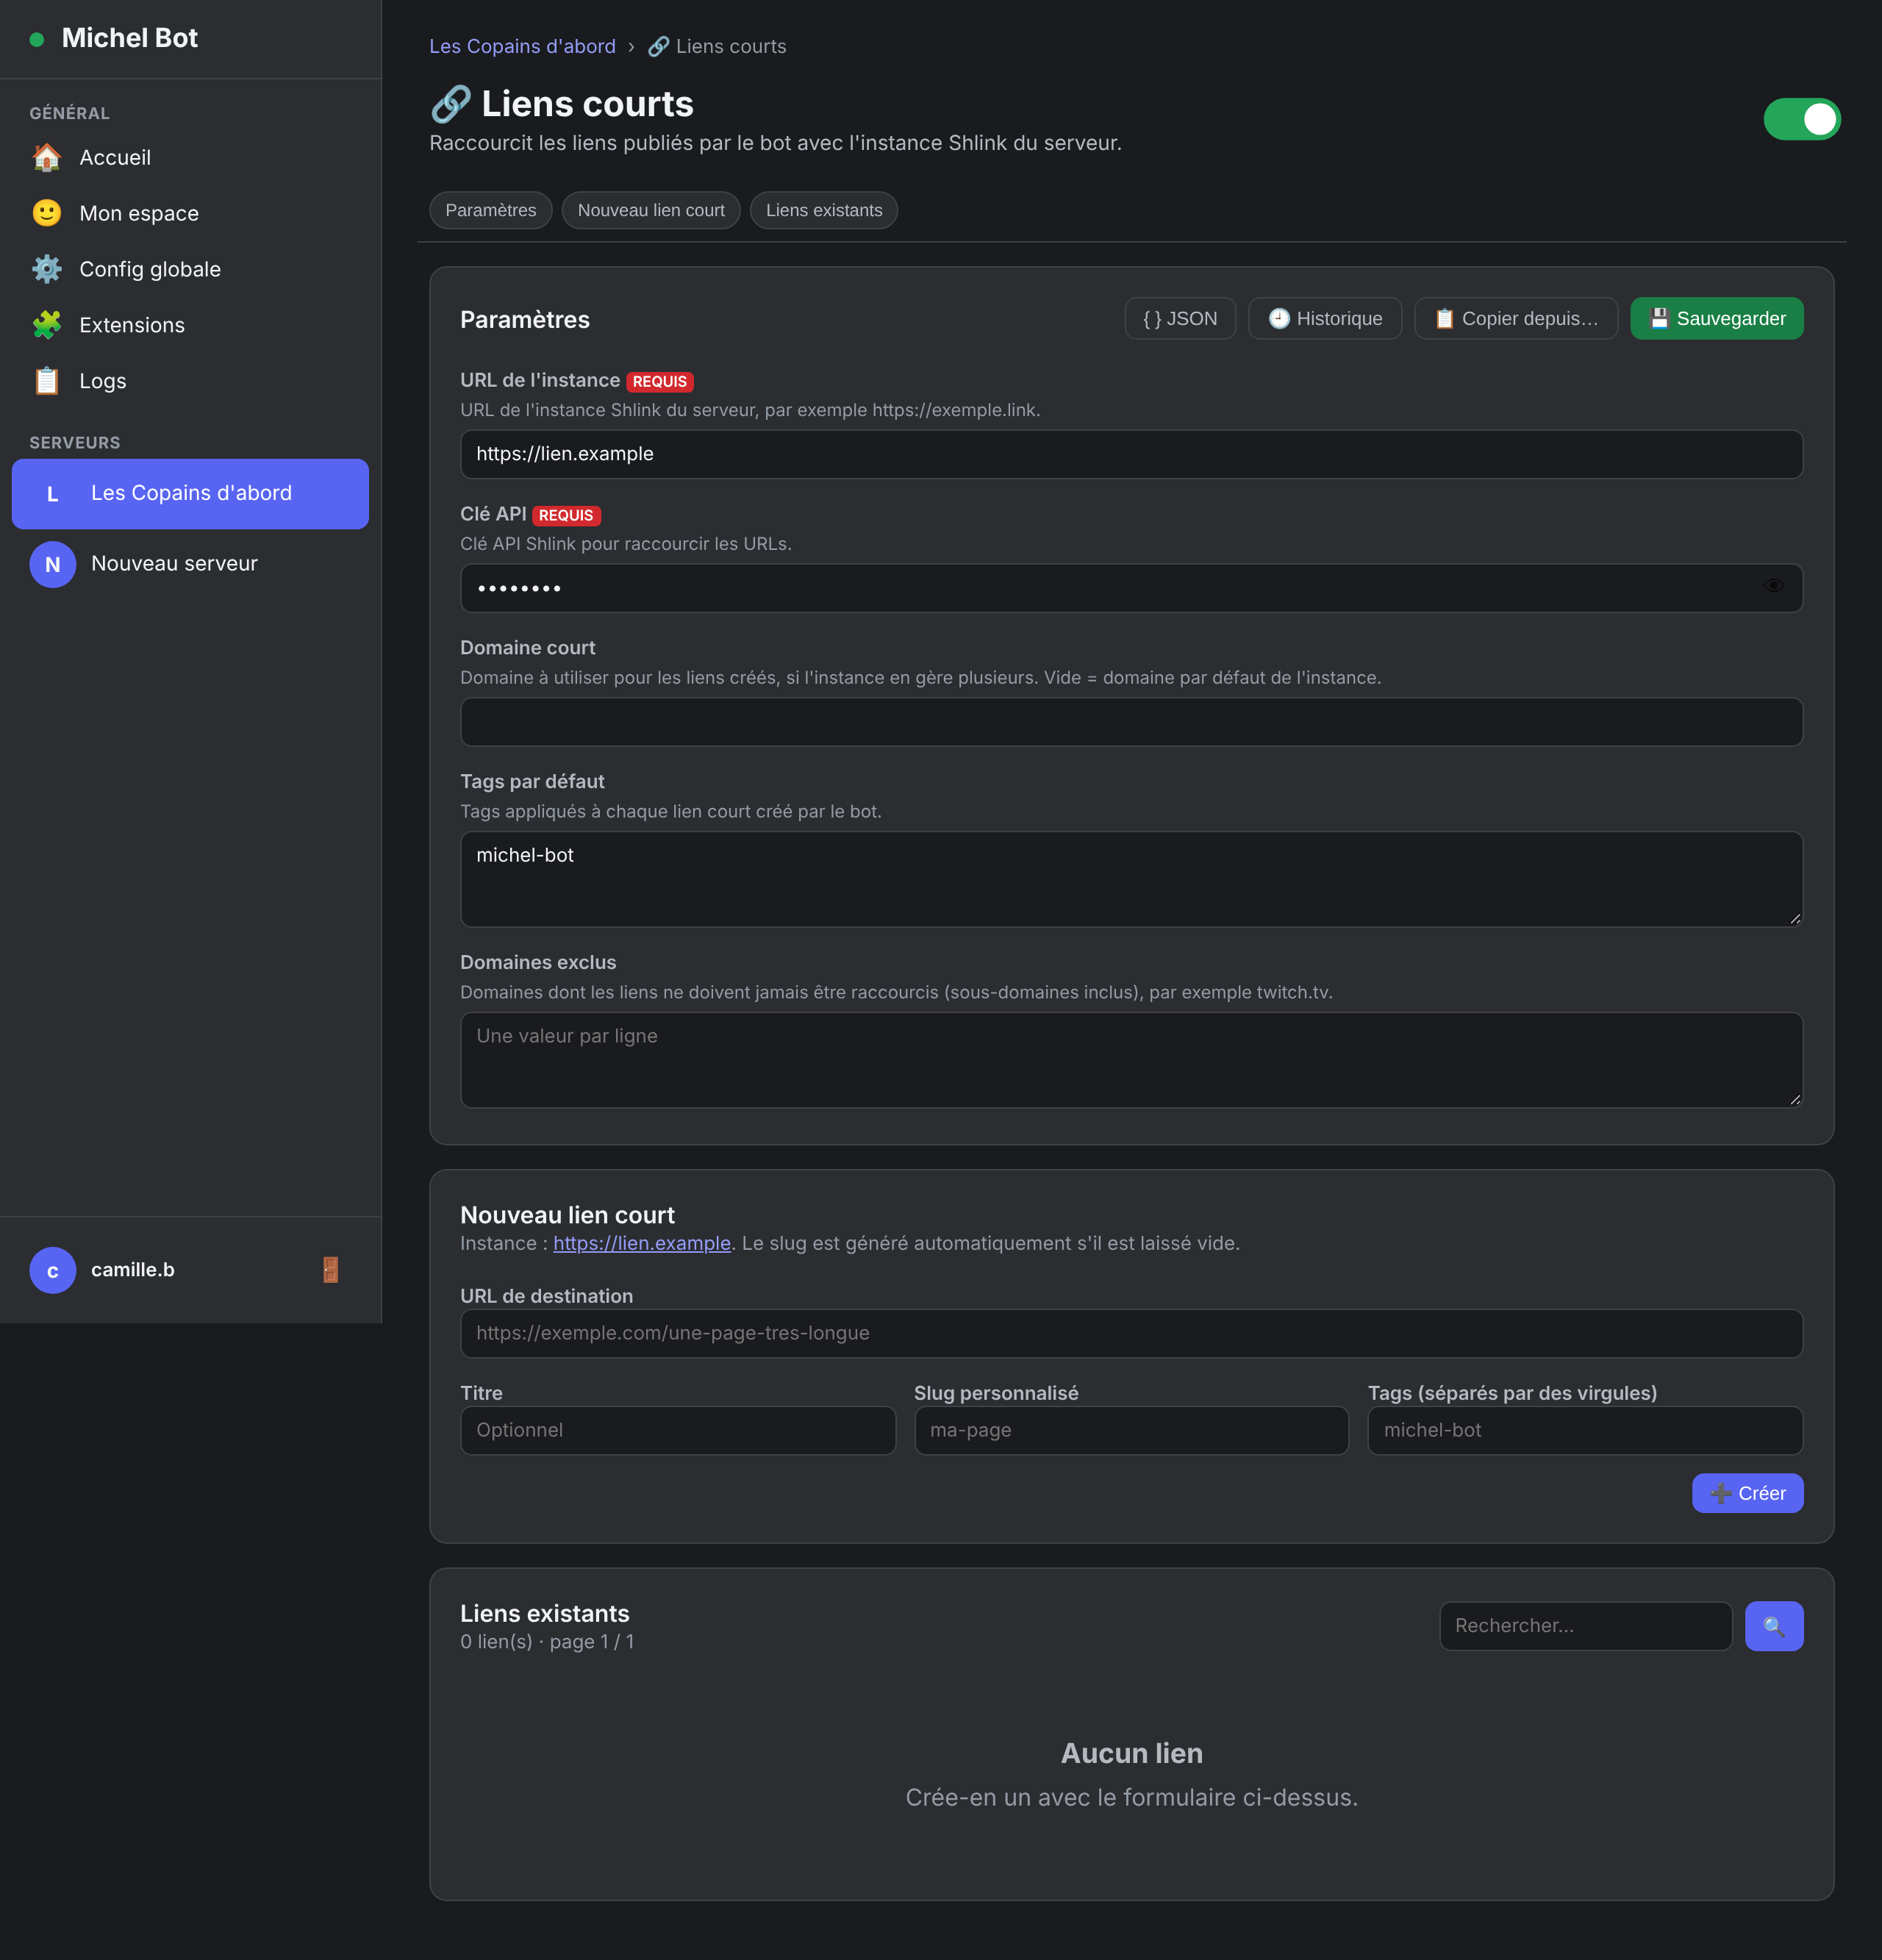 Michel Bot
GÉNÉRAL
Accueil
Mon espace
Config globale
Extensions
Logs
SERVEURS
L Les Copains d'abord
N Nouveau serveur
c camille.b
Les Copains d'abord › Liens courts
Liens courts
Raccourcit les liens publiés par le bot avec l'instance Shlink du serveur.
Paramètres Nouveau lien court Liens existants
Paramètres { } JSON Historique Copier depuis… Sauvegarder
URL de l'instance REQUIS
URL de l'instance Shlink du serveur, par exemple https://exemple.link.
https://lien.example
Clé API REQUIS
Clé API Shlink pour raccourcir les URLs.
••••••••
Domaine court
Domaine à utiliser pour les liens créés, si l'instance en gère plusieurs. Vide = domaine par défaut de l'instance.
Tags par défaut
Tags appliqués à chaque lien court créé par le bot.
michel-bot
Domaines exclus
Domaines dont les liens ne doivent jamais être raccourcis (sous-domaines inclus), par exemple twitch.tv.
Une valeur par ligne
Nouveau lien court
Instance : https://lien.example. Le slug est généré automatiquement s'il est laissé vide.
URL de destination
https://exemple.com/une-page-tres-longue
Titre Slug personnalisé Tags (séparés par des virgules)
Optionnel ma-page michel-bot
Créer
Liens existants
0 lien(s) · page 1 / 1
Rechercher...
Aucun lien
Crée-en un avec le formulaire ci-dessus.